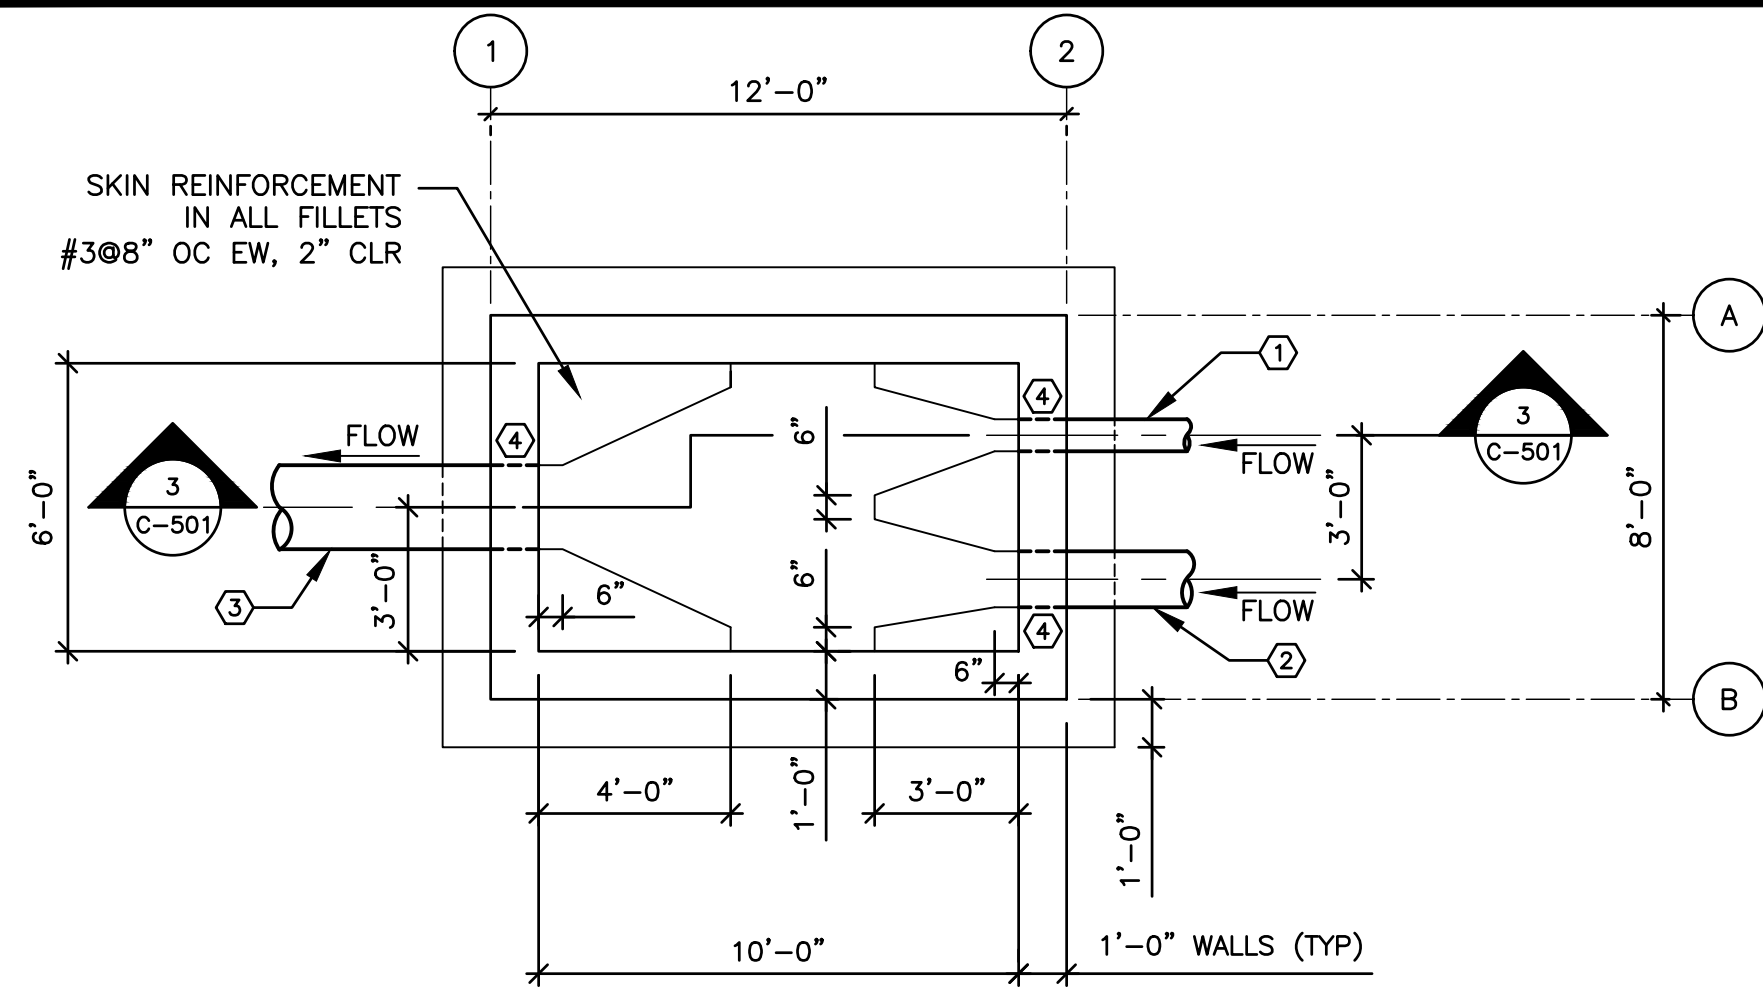 1
2
12'-0"
SKIN REINFORCEMENT
IN ALL FILLETS
#3@8" OC EW, 2" CLR
A
1
4
3
C-501
FLOW
4
6"
FLOW
3
C-501
6'-0"
3'-0"
8'-0"
3'-0"
6"
6"
3
FLOW
4
2
6"
B
4'-0"
1'-0"
3'-0"
1'-0"
10'-0"
1'-0" WALLS (TYP)